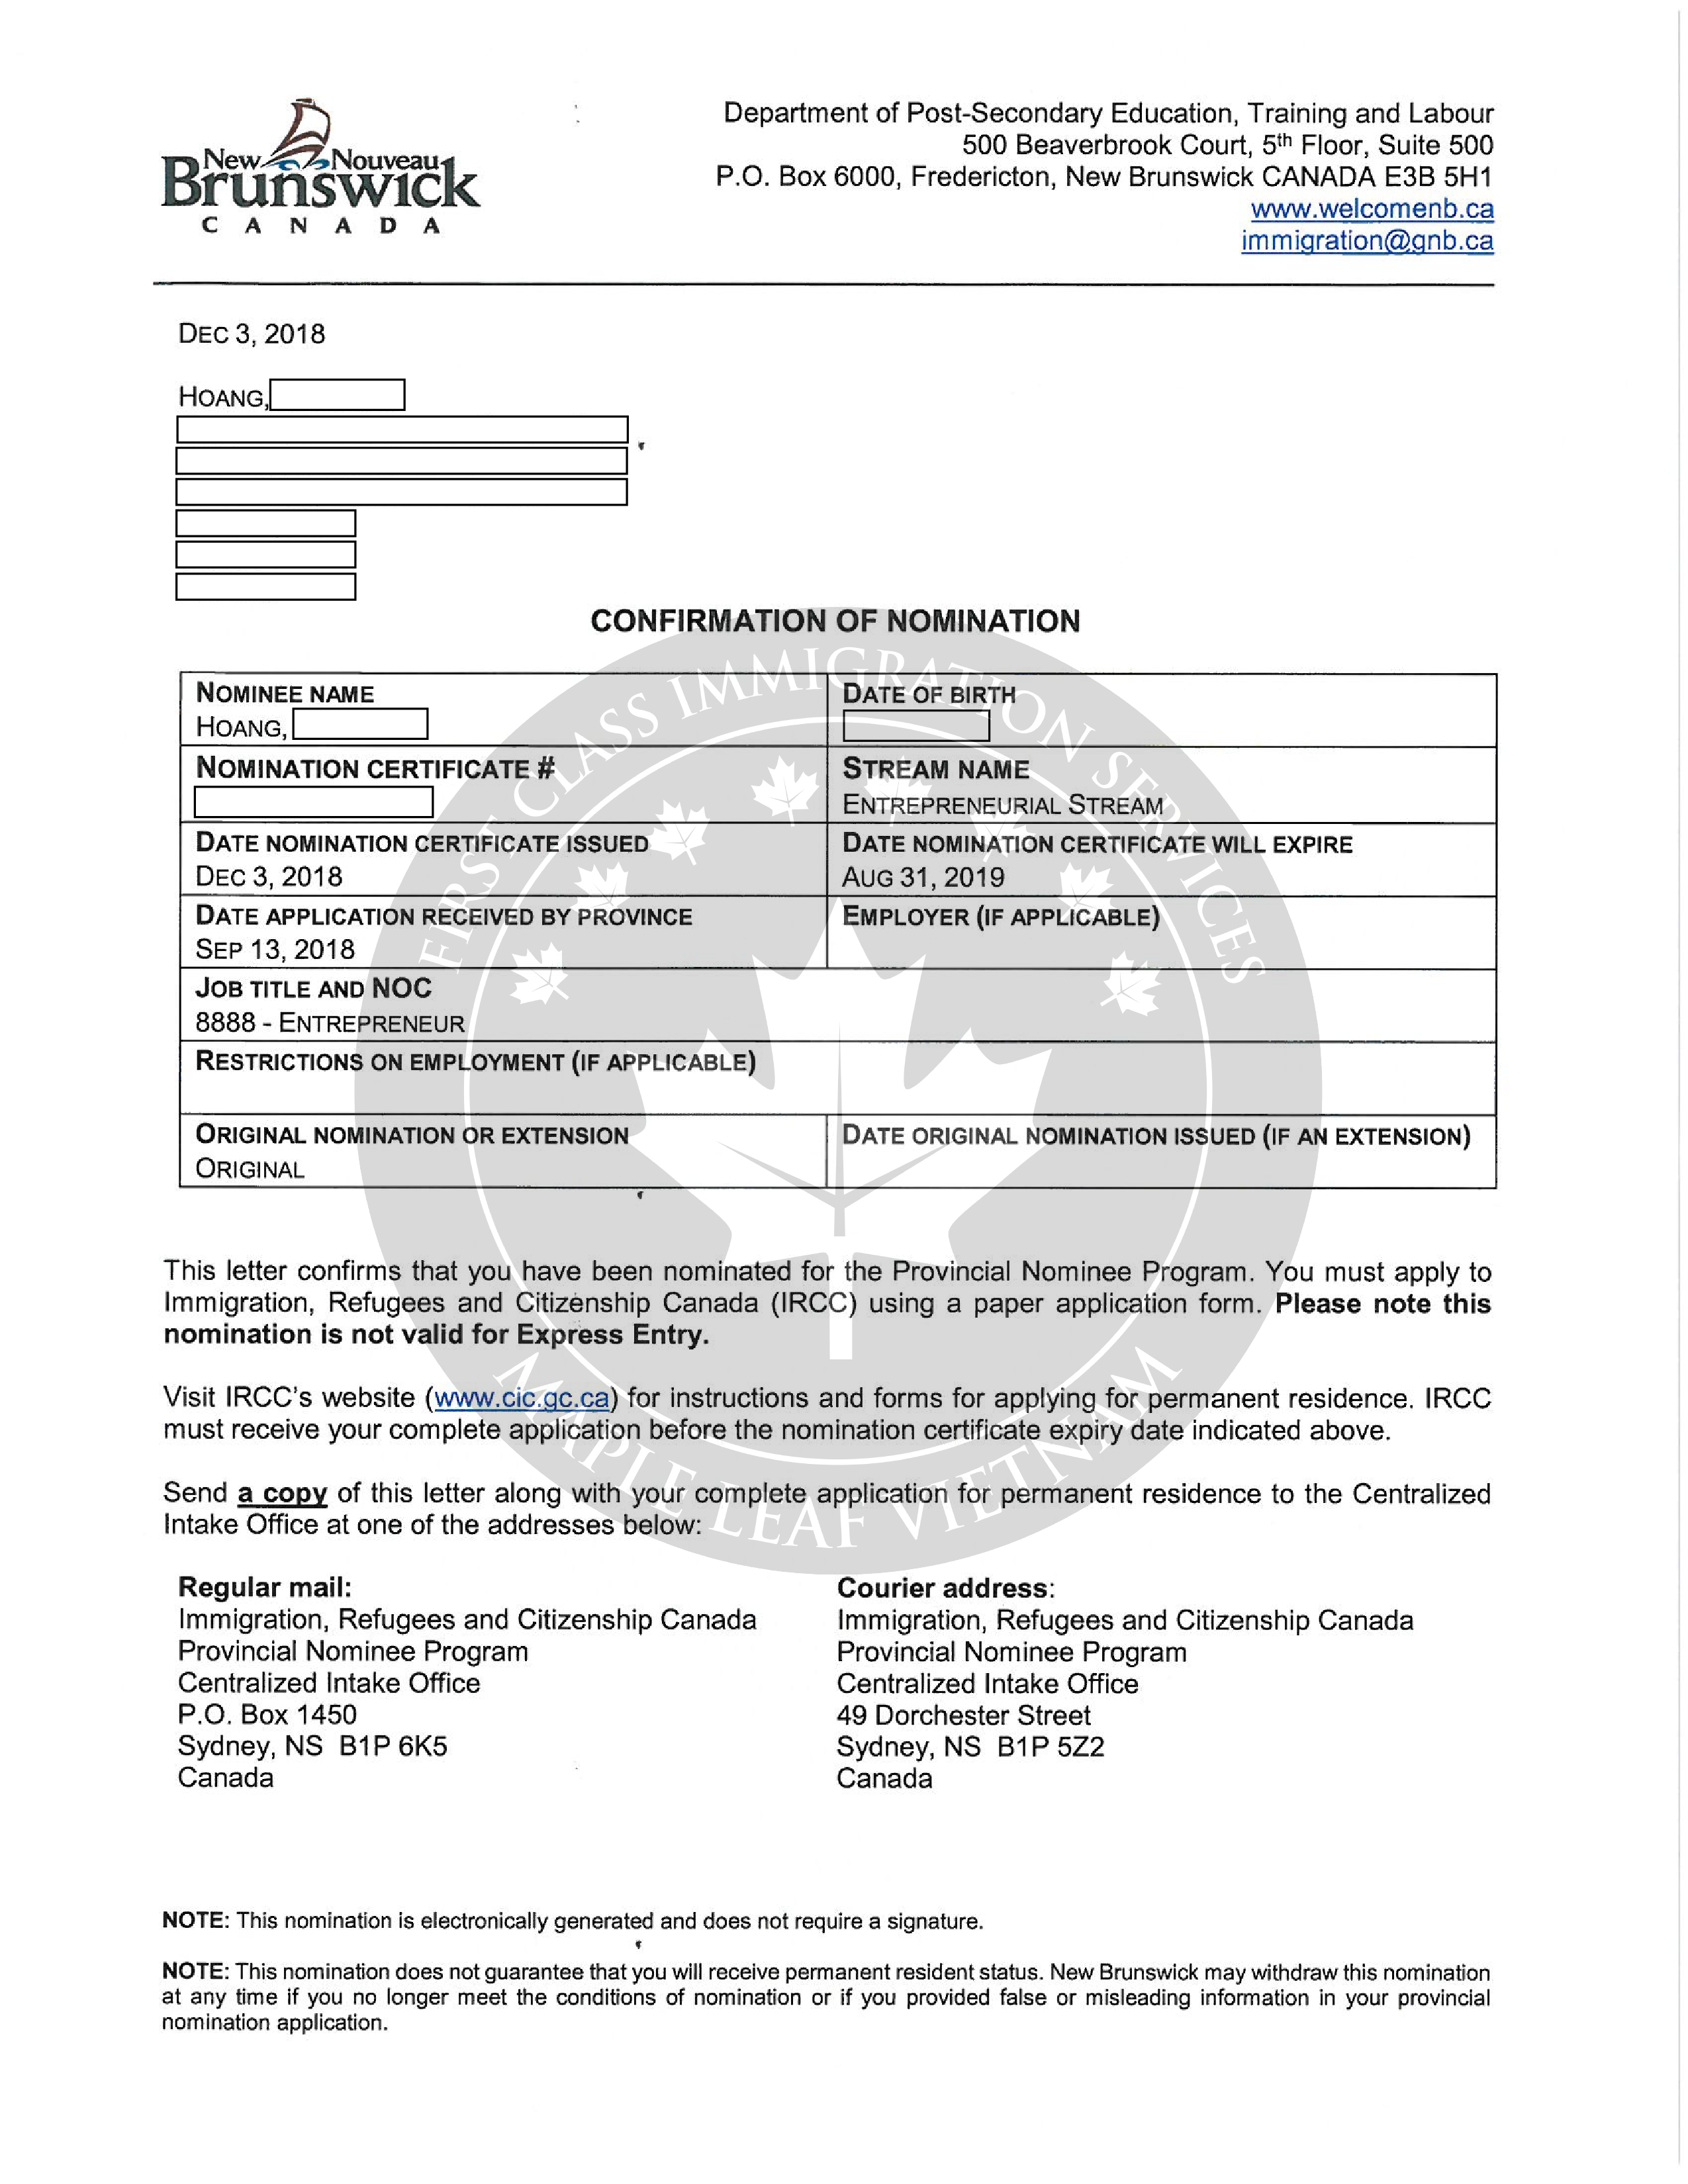 New Nouveau
Brunswick
CANADA
Department of Post-Secondary Education, Training and Labour
500 Beaverbrook Court, 5th Floor, Suite 500
P.O. Box 6000, Fredericton, New Brunswick CANADA E3B 5H1
www.welcomenb.ca
immigration@gnb.ca
DEC 3, 2018
HOANG,
CONFIRMATION OF NOMINATION
NOMINEE NAME
HOANG,
DATE OF BIRTH
NOMINATION CERTIFICATE #
STREAM NAME
ENTREPRENEURIAL STREAM
DATE NOMINATION CERTIFICATE ISSUED
DEC 3, 2018
DATE NOMINATION CERTIFICATE WILL EXPIRE
AUG 31, 2019
DATE APPLICATION RECEIVED BY PROVINCE
SEP 13, 2018
EMPLOYER (IF APPLICABLE)
JOB TITLE AND NOC
8888 - ENTREPRENEUR
RESTRICTIONS ON EMPLOYMENT (IF APPLICABLE)
ORIGINAL NOMINATION OR EXTENSION
ORIGINAL
DATE ORIGINAL NOMINATION ISSUED (IF AN EXTENSION)
This letter confirms that you have been nominated for the Provincial Nominee Program. You must apply to
Immigration, Refugees and Citizenship Canada (IRCC) using a paper application form. Please note this
nomination is not valid for Express Entry.
Visit IRCC's website (www.cic.gc.ca) for instructions and forms for applying for permanent residence. IRCC
must receive your complete application before the nomination certificate expiry date indicated above.
Send a copy of this letter along with your complete application for permanent residence to the Centralized
Intake Office at one of the addresses below:
Regular mail:
Immigration, Refugees and Citizenship Canada
Provincial Nominee Program
Centralized Intake Office
P.O. Box 1450
Sydney, NS B1P 6K5
Canada
Courier address:
Immigration, Refugees and Citizenship Canada
Provincial Nominee Program
Centralized Intake Office
49 Dorchester Street
Sydney, NS B1P 5Z2
Canada
NOTE: This nomination is electronically generated and does not require a signature.
NOTE: This nomination does not guarantee that you will receive permanent resident status. New Brunswick may withdraw this nomination
at any time if you no longer meet the conditions of nomination or if you provided false or misleading information in your provincial
nomination application.
FIRST CLASS IMMIGRATION SERVICES
MAPLE LEAF VIETNAM